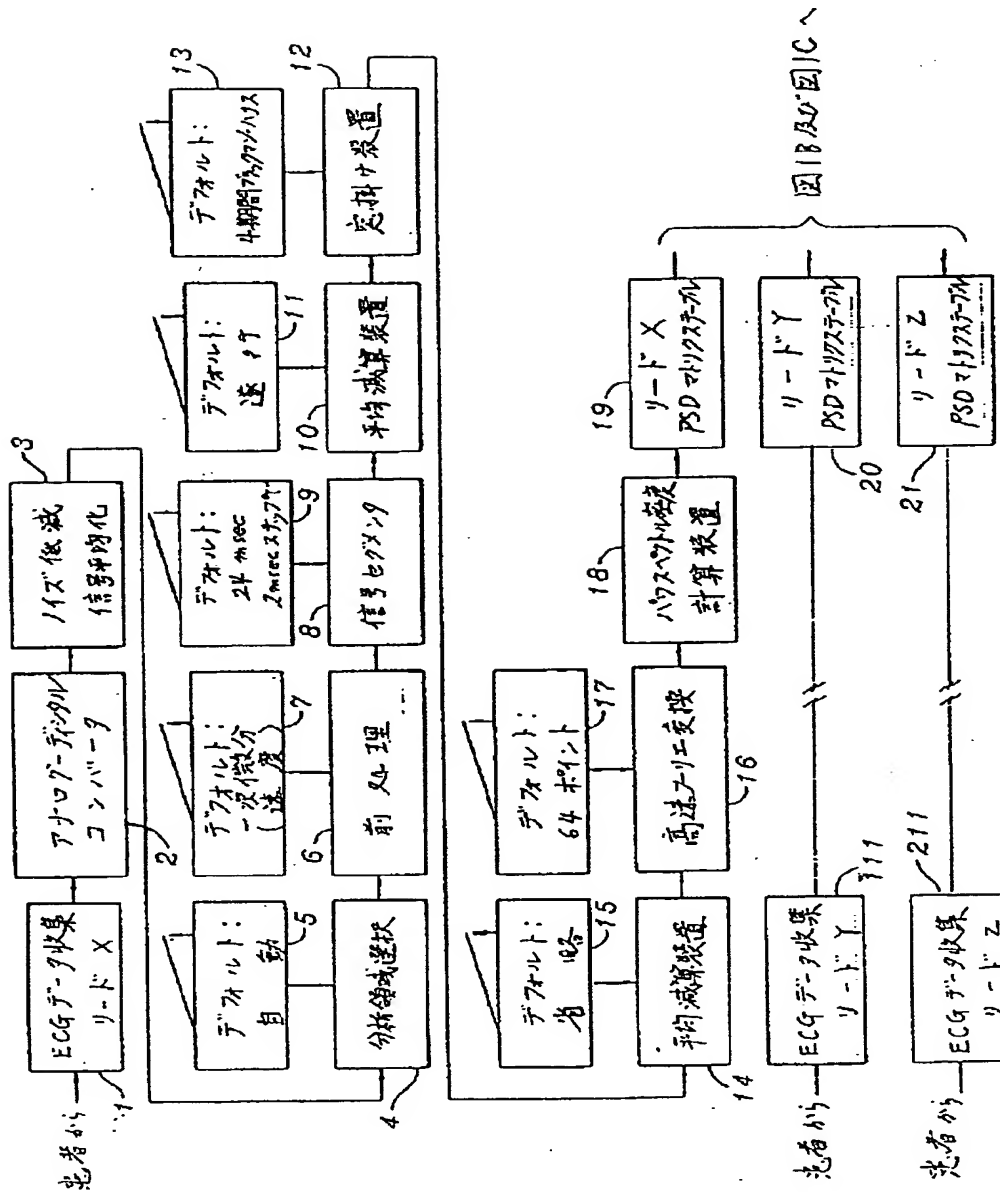 患者から
1
ECGデータ収集
リード X
2
アナログ-ディジタル
コンバータ
3
ノイズ低減
信号平均化
デフォルト:
自動
5
デフォルト:
一次微分
(速度)
7
デフォルト:
24 msec
2msecステップ
9
デフォルト:
遂行
11
デフォルト:
4期間ブラックマン-ハリス
13
4
分析領域選択
6
前処理
8
信号セグメンタ
10
平均減算装置
12
窓掛け装置
デフォルト:
省略
15
デフォルト:
64 ポイント
17
14
平均減算装置
16
高速フーリエ変換
18
パワスペクトル密度
計算装置
19
リード X
PSDマトリクステーブル
患者から
111
ECGデータ収集
リード Y
20
リード Y
PSDマトリクステーブル
患者から
211
ECGデータ収集
リード Z
21
リード Z
PSDマトリクステーブル
図1B及び図1Cへ